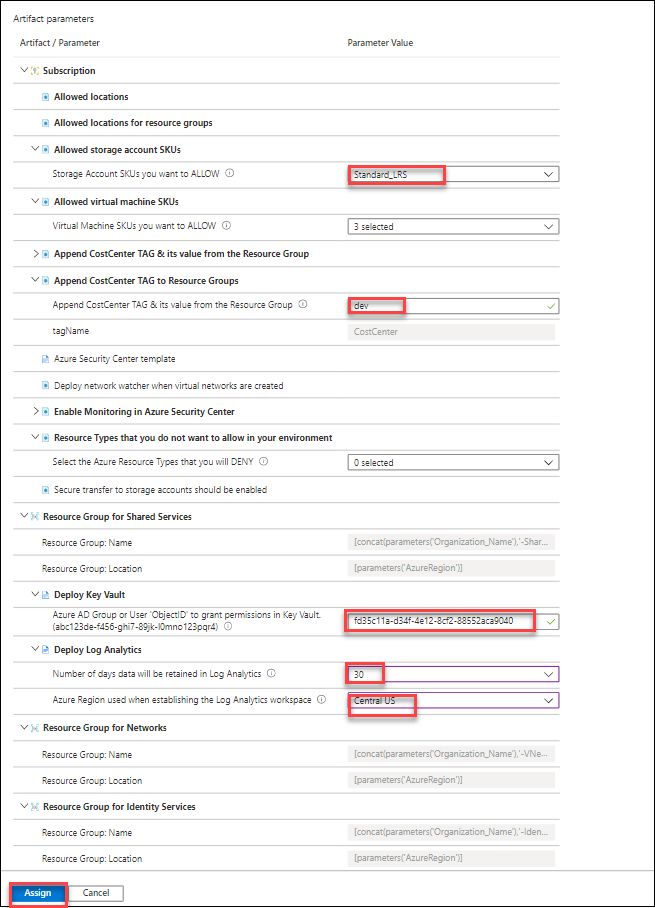 Artifact parameters
Artifact / Parameter Parameter Value
Subscription
Allowed locations
Allowed locations for resource groups
Allowed storage account SKUs
Storage Account SKUs you want to ALLOW Standard_LRS
Allowed virtual machine SKUs
Virtual Machine SKUs you want to ALLOW 3 selected
Append CostCenter TAG & its value from the Resource Group
Append CostCenter TAG to Resource Groups
Append CostCenter TAG & its value from the Resource Group dev
tagName CostCenter
Azure Security Center template
Deploy network watcher when virtual networks are created
Enable Monitoring in Azure Security Center
Resource Types that you do not want to allow in your environment
Select the Azure Resource Types that you will DENY 0 selected
Secure transfer to storage accounts should be enabled
Resource Group for Shared Services
Resource Group: Name [concat(parameters('Organization_Name'),'-Shar...
Resource Group: Location [parameters('AzureRegion')]
Deploy Key Vault
Azure AD Group or User 'ObjectID' to grant permissions in Key Vault.
(abc123de-f456-ghi7-89jk-l0mno123pqr4) fd35c11a-d34f-4e12-8cf2-88552aca9040
Deploy Log Analytics
Number of days data will be retained in Log Analytics 30
Azure Region used when establishing the Log Analytics workspace Central US
Resource Group for Networks
Resource Group: Name [concat(parameters('Organization_Name'),'-VNe...
Resource Group: Location [parameters('AzureRegion')]
Resource Group for Identity Services
Resource Group: Name [concat(parameters('Organization_Name'),'-Iden...
Resource Group: Location [parameters('AzureRegion')]
Assign Cancel